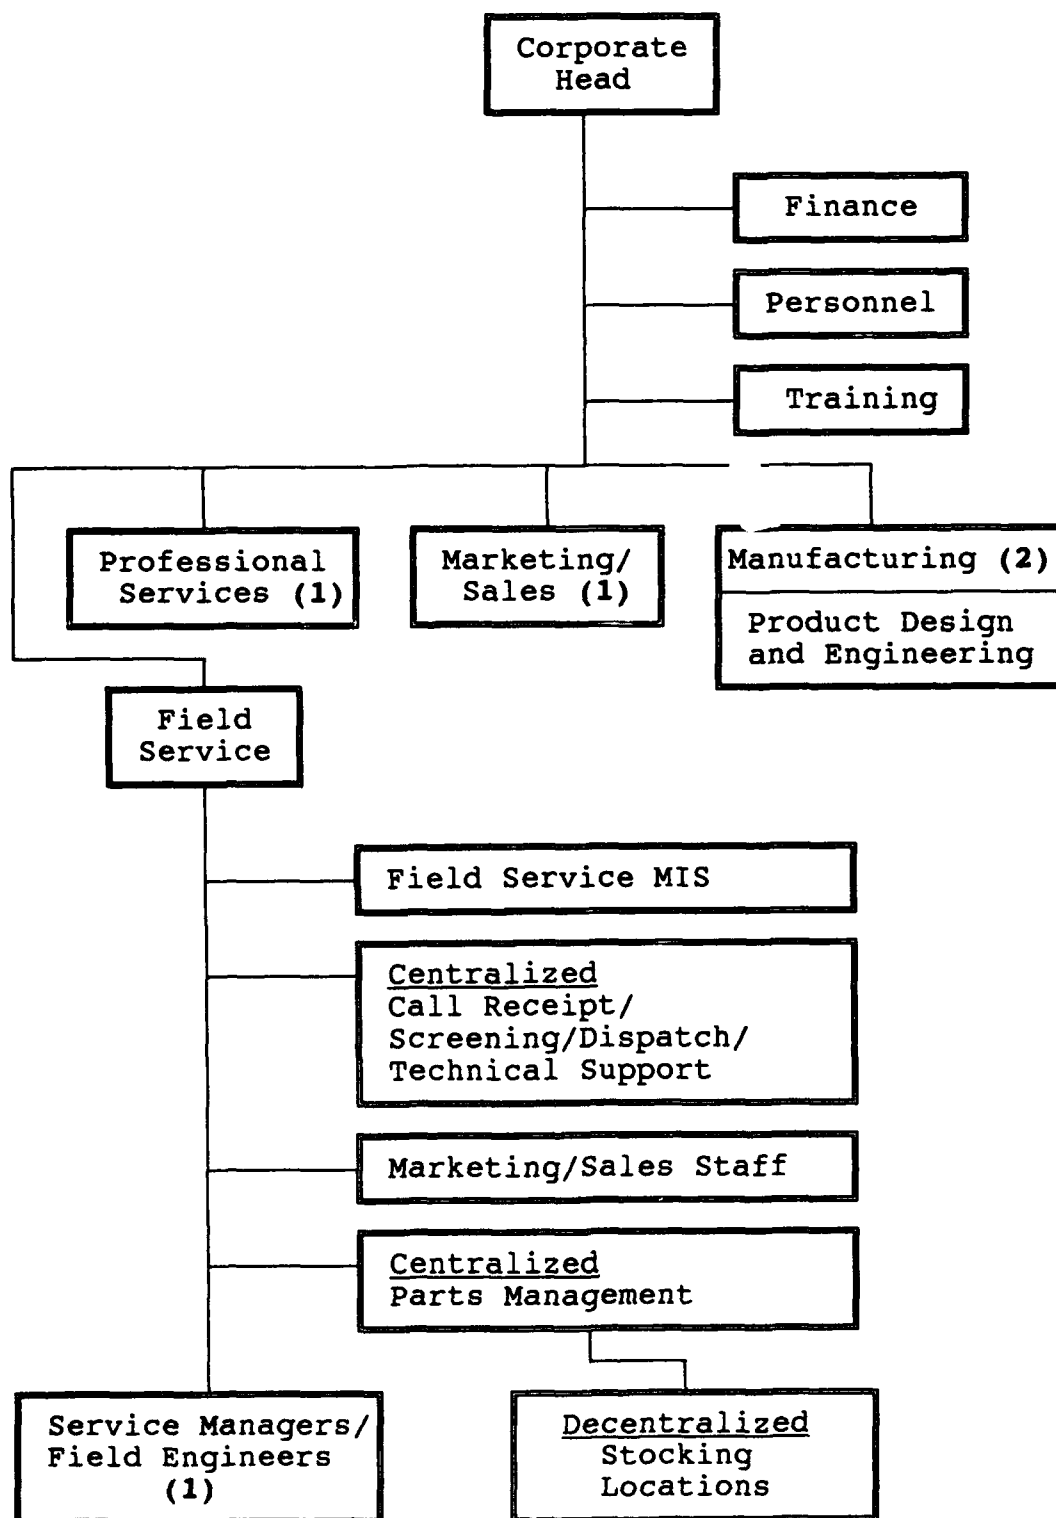 Corporate
Head
Finance
Personnel
Training
Professional
Services (1)
Marketing/
Sales (1)
Manufacturing (2)
Product Design
and Engineering
Field
Service
Field Service MIS
Centralized
Call Receipt/
Screening/Dispatch/
Technical Support
Marketing/Sales Staff
Centralized
Parts Management
Service Managers/
Field Engineers
(1)
Decentralized
Stocking
Locations